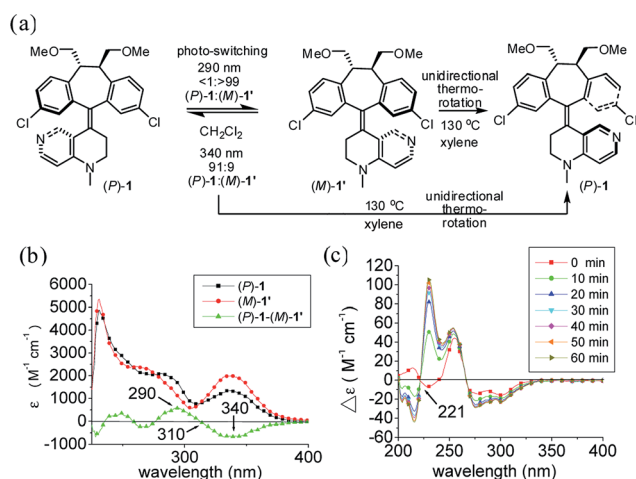 (a)
MeO OMe
Cl Cl
N
N
(P)-1
photo-switching
290 nm
<1:>99
(P)-1:(M)-1'
CH2Cl2
340 nm
91:9
(P)-1:(M)-1'
MeO OMe
Cl Cl
N
N
(M)-1'
unidirectional
thermo-
rotation
130 °C
xylene
MeO OMe
Cl Cl
N
N
(P)-1
130 °C
xylene
unidirectional
thermo-
rotation
(b)
6000
5000
4000
3000
2000
1000
0
-1000
ε (M-1 cm-1)
(P)-1
(M)-1'
(P)-1-(M)-1'
290
310
340
300 400
wavelength (nm)
(c)
120
100
80
60
40
20
0
-20
-40
-60
△ε (M-1 cm-1)
0 min
10 min
20 min
30 min
40 min
50 min
60 min
221
200 250 300 350 400
wavelength (nm)